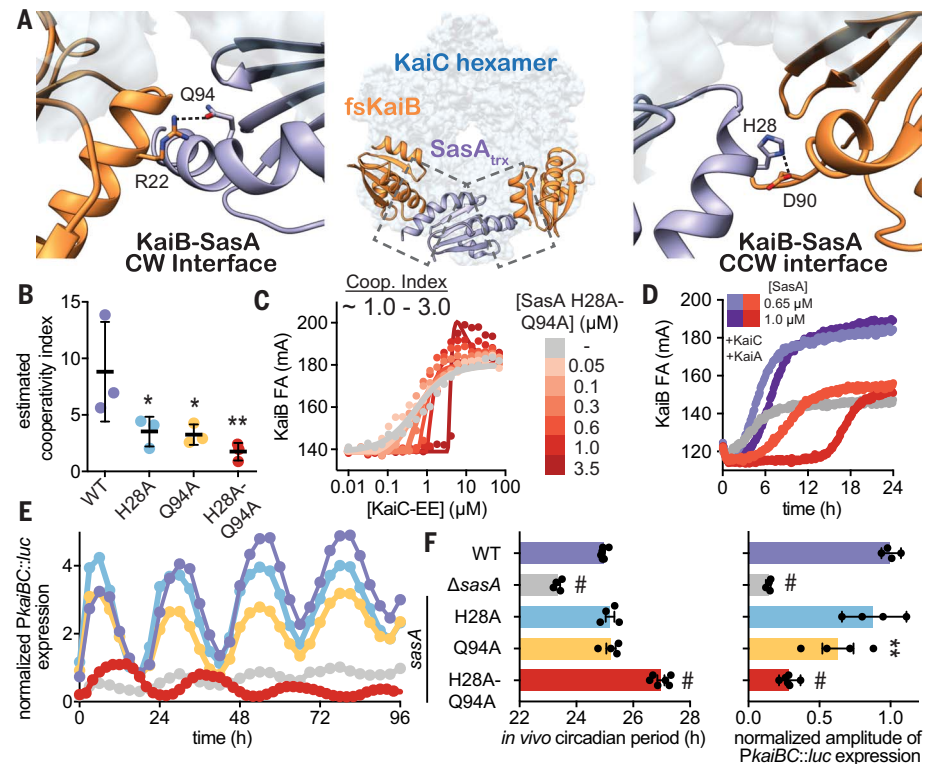 A
Q94
R22
KaiB-SasA
CW Interface
KaiC hexamer
fsKaiB
SasAtrx
H28
D90
KaiB-SasA
CCW Interface
B
estimated
cooperativity index
15
10
5
0
*
*
**
WT
H28A
Q94A
H28A-
Q94A
C
Coop. Index
~ 1.0 - 3.0
KaiB FA (mA)
200
180
160
140
0.01
0.1
1
10
100
[KaiC-EE] (µM)
[SasA H28A-
Q94A] (µM)
-
0.05
0.1
0.3
0.6
1.0
3.5
D
[SasA]
0.65 µM
1.0 µM
+KaiC
+KaiA
KaiB FA (mA)
200
180
160
140
120
0
6
12
18
24
time (h)
E
normalized PkaiBC::luc
expression
4
2
0
0
24
48
72
96
time (h)
sasA
F
WT
ΔsasA
H28A
Q94A
H28A-
Q94A
#
#
22
24
26
28
in vivo circadian period (h)
#
**
#
0.0
0.5
1.0
normalized amplitude of
PkaiBC::luc expression